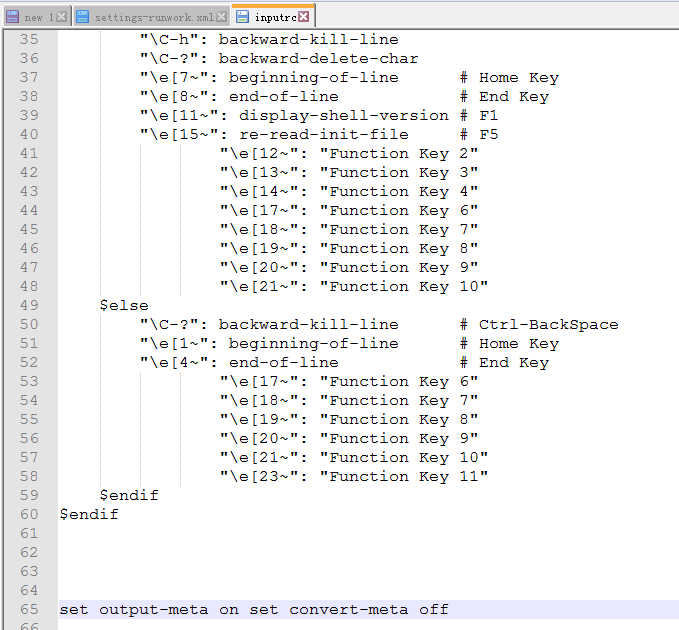 new 1 settings-runwork.xml inputrc
35 "\C-h": backward-kill-line
36 "\C-?": backward-delete-char
37 "\e[7~": beginning-of-line # Home Key
38 "\e[8~": end-of-line # End Key
39 "\e[11~": display-shell-version # F1
40 "\e[15~": re-read-init-file # F5
41 "\e[12~": "Function Key 2"
42 "\e[13~": "Function Key 3"
43 "\e[14~": "Function Key 4"
44 "\e[17~": "Function Key 6"
45 "\e[18~": "Function Key 7"
46 "\e[19~": "Function Key 8"
47 "\e[20~": "Function Key 9"
48 "\e[21~": "Function Key 10"
49 $else
50 "\C-?": backward-kill-line # Ctrl-BackSpace
51 "\e[1~": beginning-of-line # Home Key
52 "\e[4~": end-of-line # End Key
53 "\e[17~": "Function Key 6"
54 "\e[18~": "Function Key 7"
55 "\e[19~": "Function Key 8"
56 "\e[20~": "Function Key 9"
57 "\e[21~": "Function Key 10"
58 "\e[23~": "Function Key 11"
59 $endif
60 $endif
61
62
63
64
65 set output-meta on set convert-meta off
66